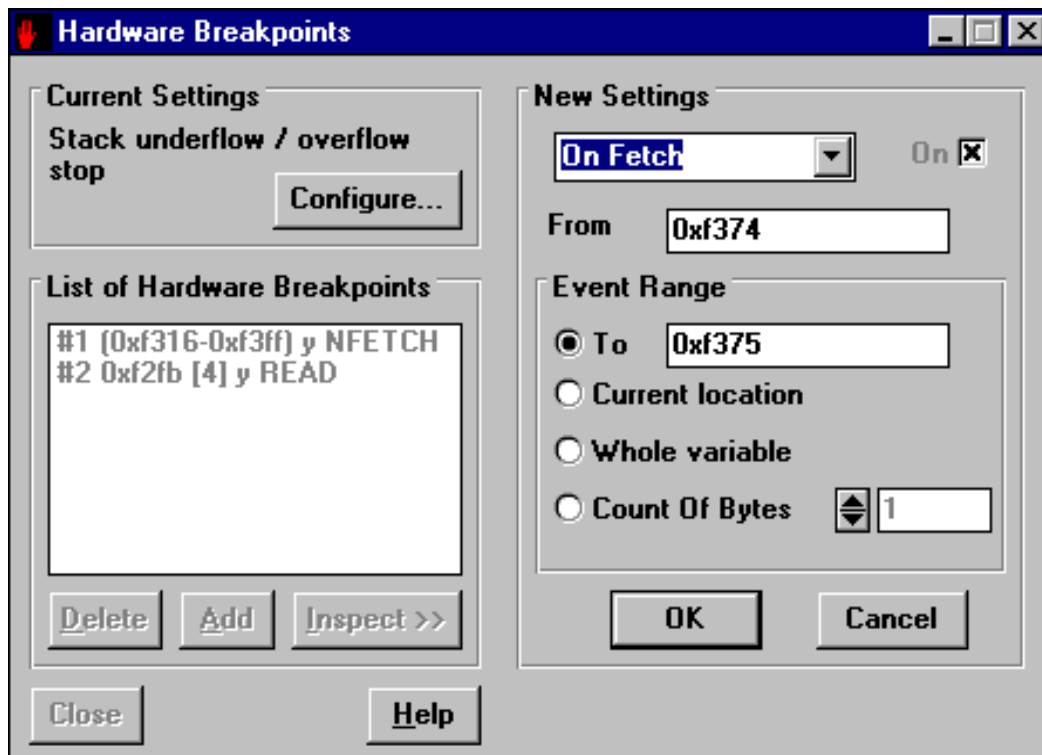 Hardware Breakpoints
Current Settings
Stack underflow / overflow
stop
Configure...
List of Hardware Breakpoints
#1 (0xf316-0xf3ff) y NFETCH
#2 0xf2fb [4] y READ
Delete
Add
Inspect >>
Close
Help
New Settings
On Fetch
On
From
0xf374
Event Range
To
0xf375
Current location
Whole variable
Count Of Bytes
1
OK
Cancel